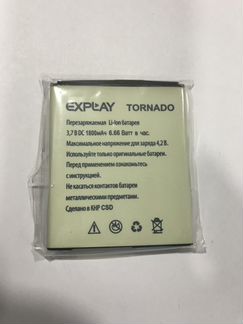 EXPLAY TORNADO
Перезаряжаемая Li-Ion батарея
3,7 В DC 1800мАч 6.66 Ватт в час.
Максимальное напряжение для заряда 4,2 В.
Используйте только оригинальные батареи.
Перед применением ознакомьтесь
с инструкцией.
Не касаться контактов батареи
металлическими предметами.
Сделано в КНР CSD